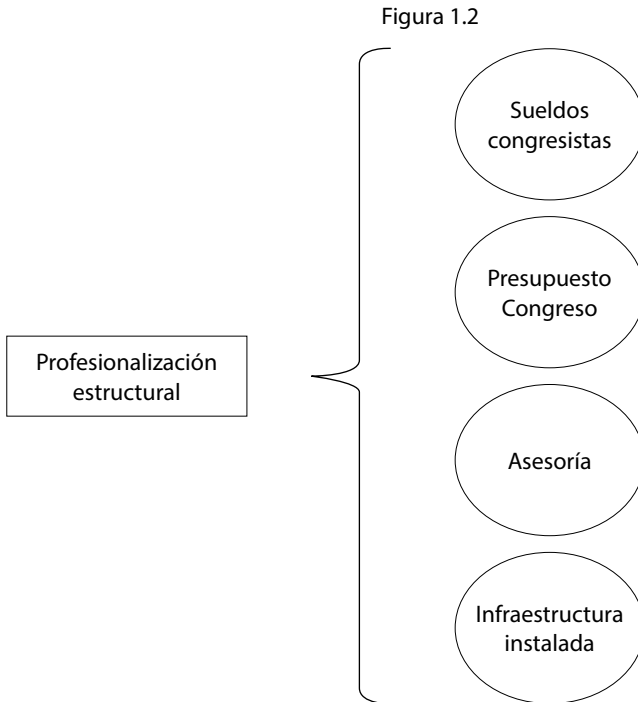 Figura 1.2
Sueldos
congresistas
Presupuesto
Congreso
Profesionalización
estructural
Asesoría
Infraestructura
instalada